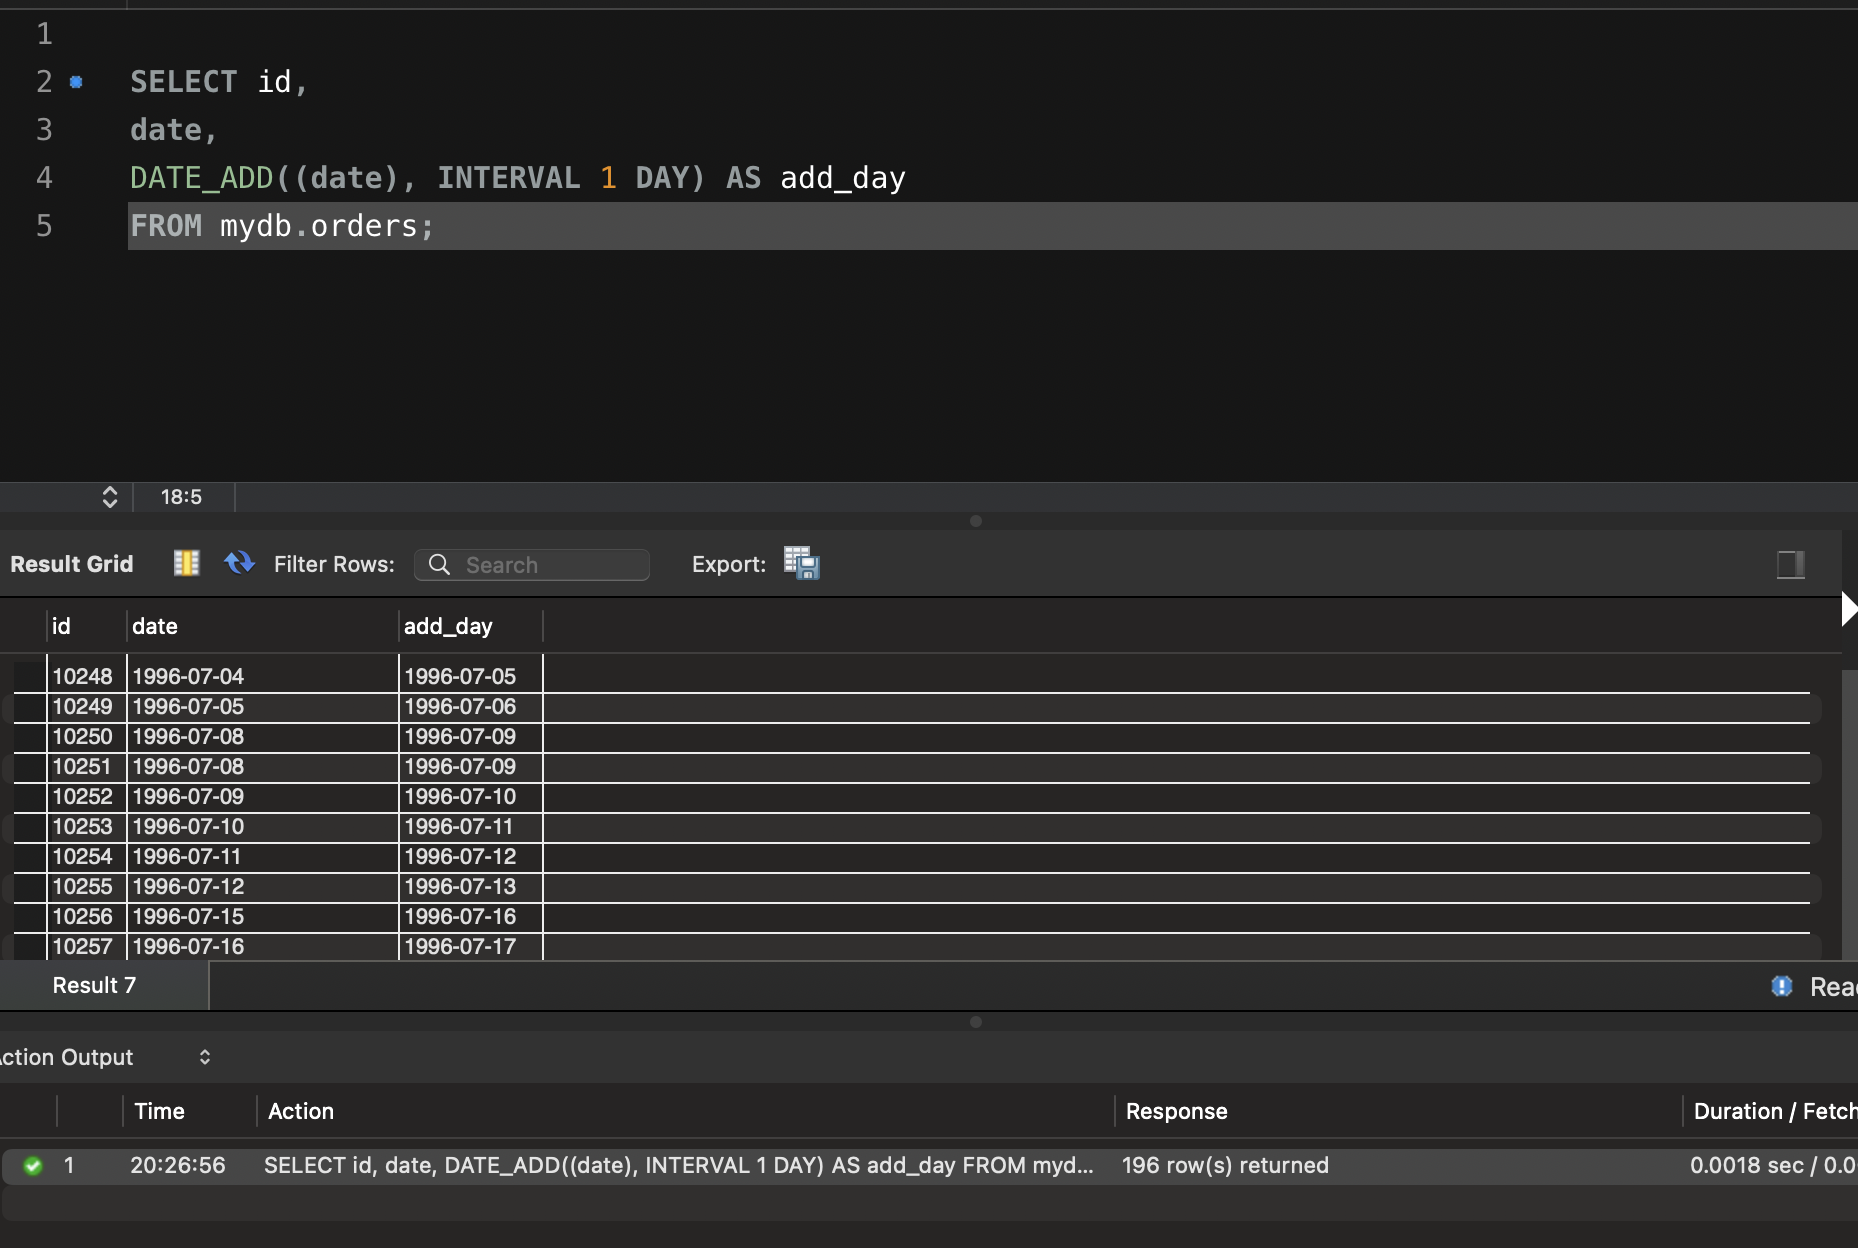 1
2 SELECT id,
3 date,
4 DATE_ADD((date), INTERVAL 1 DAY) AS add_day
5 FROM mydb.orders;
18:5
Result Grid Filter Rows: Search Export:
id date add_day
10248 1996-07-04 1996-07-05
10249 1996-07-05 1996-07-06
10250 1996-07-08 1996-07-09
10251 1996-07-08 1996-07-09
10252 1996-07-09 1996-07-10
10253 1996-07-10 1996-07-11
10254 1996-07-11 1996-07-12
10255 1996-07-12 1996-07-13
10256 1996-07-15 1996-07-16
10257 1996-07-16 1996-07-17
Result 7 Rea
ction Output
Time Action Response Duration / Fetch
1 20:26:56 SELECT id, date, DATE_ADD((date), INTERVAL 1 DAY) AS add_day FROM myd... 196 row(s) returned 0.0018 sec / 0.0